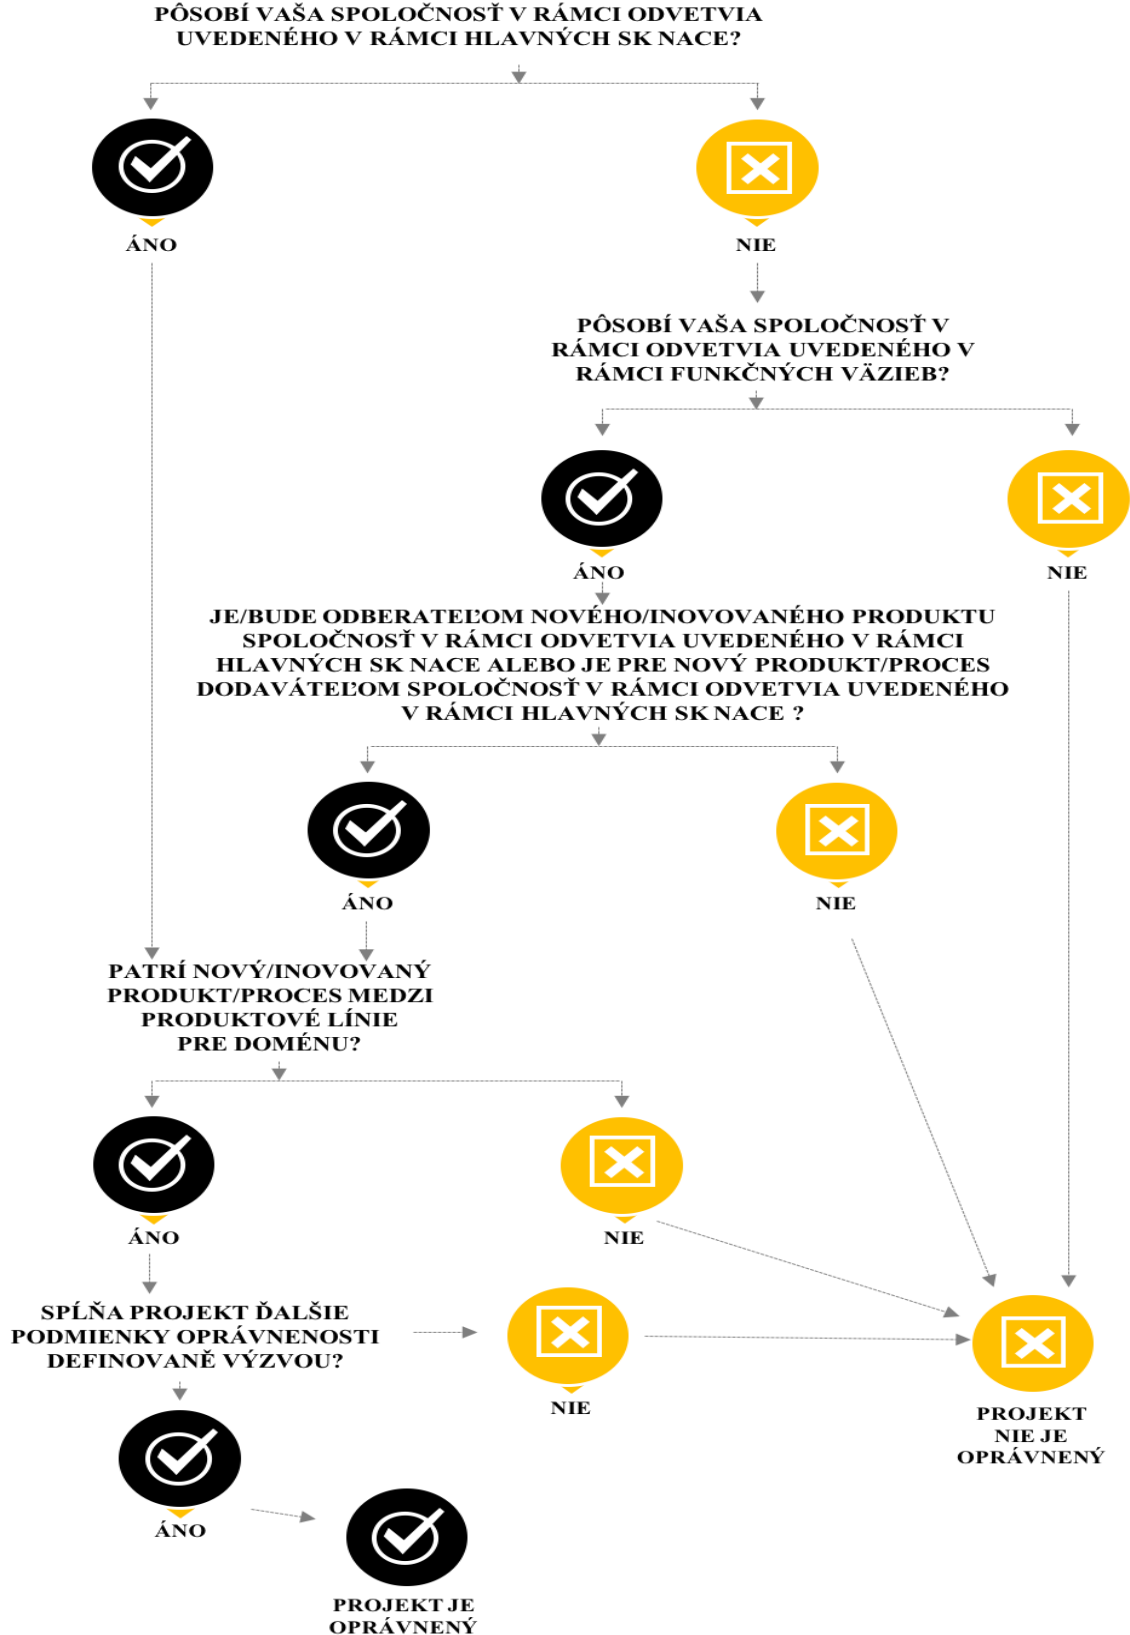 PÔSOBÍ VAŠA SPOLOČNOSŤ V RÁMCI ODVETVIA
UVEDENÉHO V RÁMCI HLAVNÝCH SK NACE?
ÁNO
NIE
PÔSOBÍ VAŠA SPOLOČNOSŤ V
RÁMCI ODVETVIA UVEDENÉHO V
RÁMCI FUNKČNÝCH VÄZIEB?
ÁNO
NIE
JE/BUDE ODBERATEĽOM NOVÉHO/INOVOVANÉHO PRODUKTU
SPOLOČNOSŤ V RÁMCI ODVETVIA UVEDENÉHO V RÁMCI
HLAVNÝCH SK NACE ALEBO JE PRE NOVÝ PRODUKT/PROCES
DODAVÁTEĽOM SPOLOČNOSŤ V RÁMCI ODVETVIA UVEDENÉHO
V RÁMCI HLAVNÝCH SK NACE ?
ÁNO
NIE
PATRÍ NOVÝ/INOVOVANÝ
PRODUKT/PROCES MEDZI
PRODUKTOVÉ LÍNIE
PRE DOMÉNU?
ÁNO
NIE
SPĹŇA PROJEKT ĎALŠIE
PODMIENKY OPRÁVNENOSTI
DEFINOVANĚ VÝZVOU?
NIE
PROJEKT
NIE JE
OPRÁVNENÝ
ÁNO
PROJEKT JE
OPRÁVNENÝ